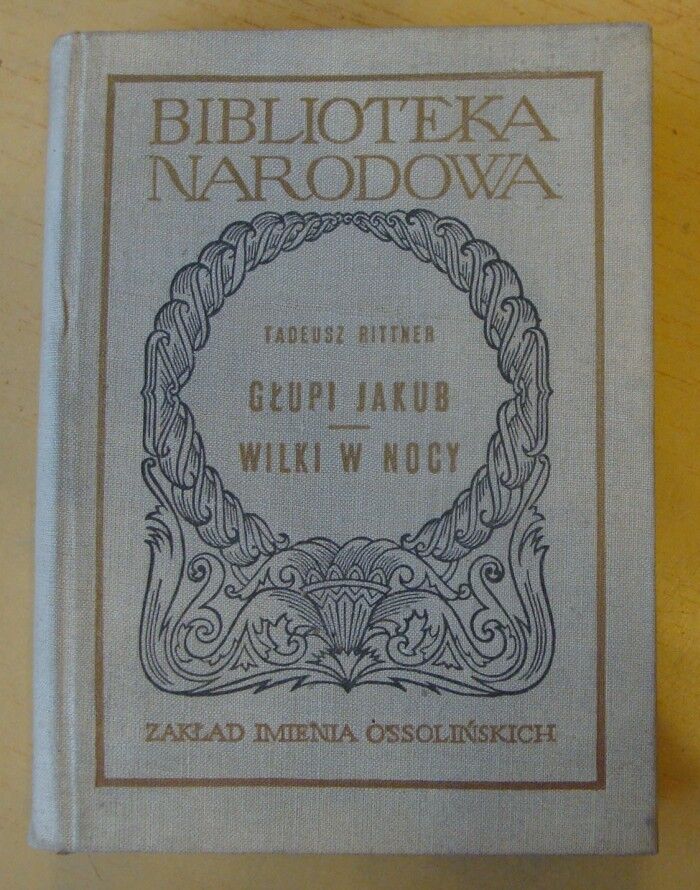 BIBLIOTEKA
NARODOWA
TADEUSZ RITTNER
GŁUPI JAKUB
WILKI W NOCY
ZAKŁAD IMIENIA OSSOLIŃSKICH